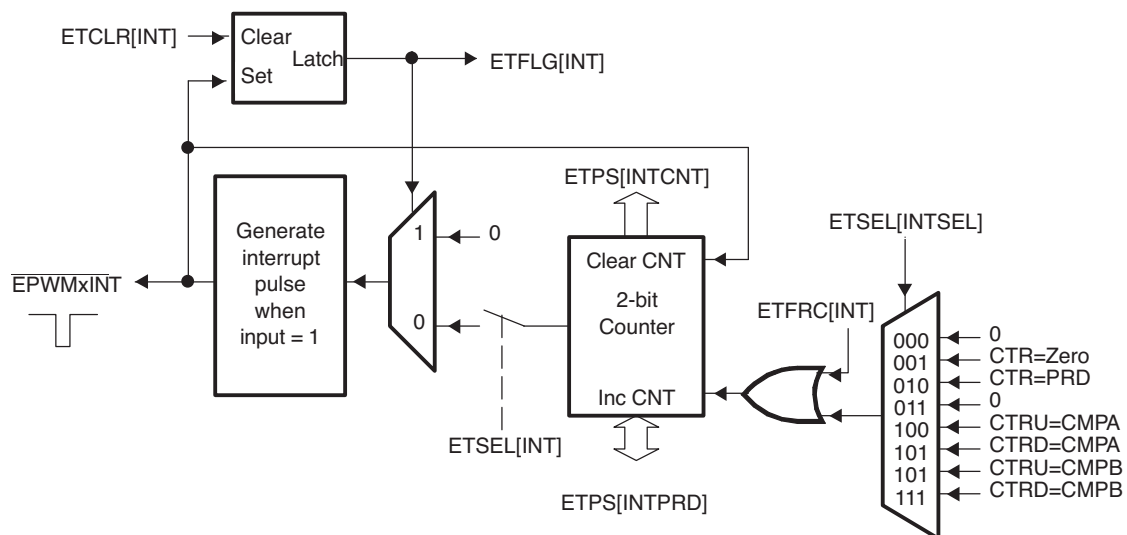 ETCLR[INT]
Clear
Latch
Set
ETFLG[INT]
ETPS[INTCNT]
ETSEL[INTSEL]
Generate
interrupt
pulse
when
input = 1
1
0
0
Clear CNT
2-bit
Counter
Inc CNT
EPWMxINT
ETFRC[INT]
ETSEL[INT]
ETPS[INTPRD]
000
001
010
011
100
101
101
111
0
CTR=Zero
CTR=PRD
0
CTRU=CMPA
CTRD=CMPA
CTRU=CMPB
CTRD=CMPB